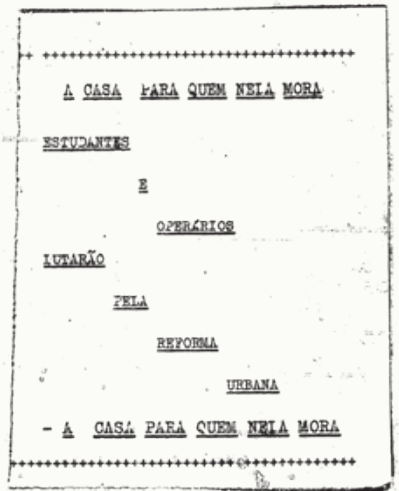 A CASA PARA QUEM NELA MORA
ESTUDANTES
E
OPERÁRIOS
LUTARÃO
PELA
REFORMA
URBANA
- A CASA PARA QUEM NELA MORA